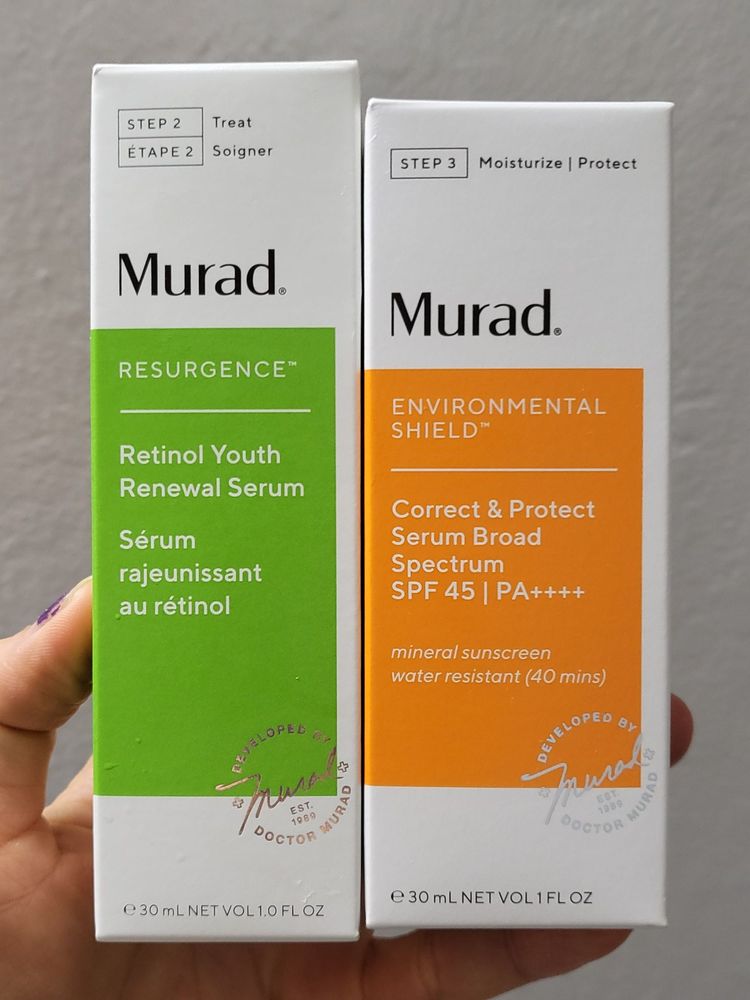 STEP 2 Treat
ÉTAPE 2 Soigner
Murad®
RESURGENCE™
Retinol Youth
Renewal Serum
Sérum
rajeunissant
au rétinol
DEVELOPED BY
Murad
EST.
1989
DOCTOR MURAD
℮ 30 mL NET VOL 1.0 FL OZ
STEP 3 Moisturize | Protect
Murad®
ENVIRONMENTAL
SHIELD™
Correct & Protect
Serum Broad
Spectrum
SPF 45 | PA++++
mineral sunscreen
water resistant (40 mins)
DEVELOPED BY
Murad
EST.
1989
DOCTOR MURAD
℮ 30 mL NET VOL 1 FL OZ